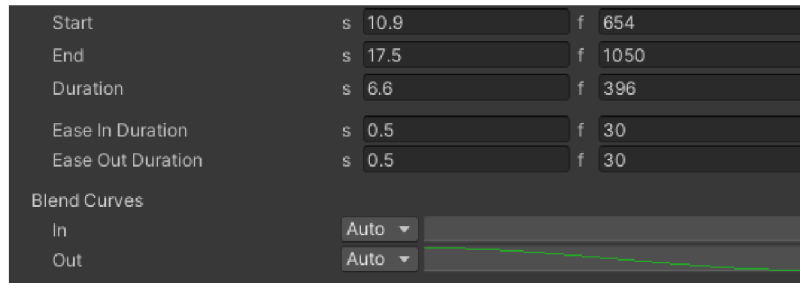 Start s 10.9 f 654
End s 17.5 f 1050
Duration s 6.6 f 396
Ease In Duration s 0.5 f 30
Ease Out Duration s 0.5 f 30
Blend Curves
In Auto
Out Auto